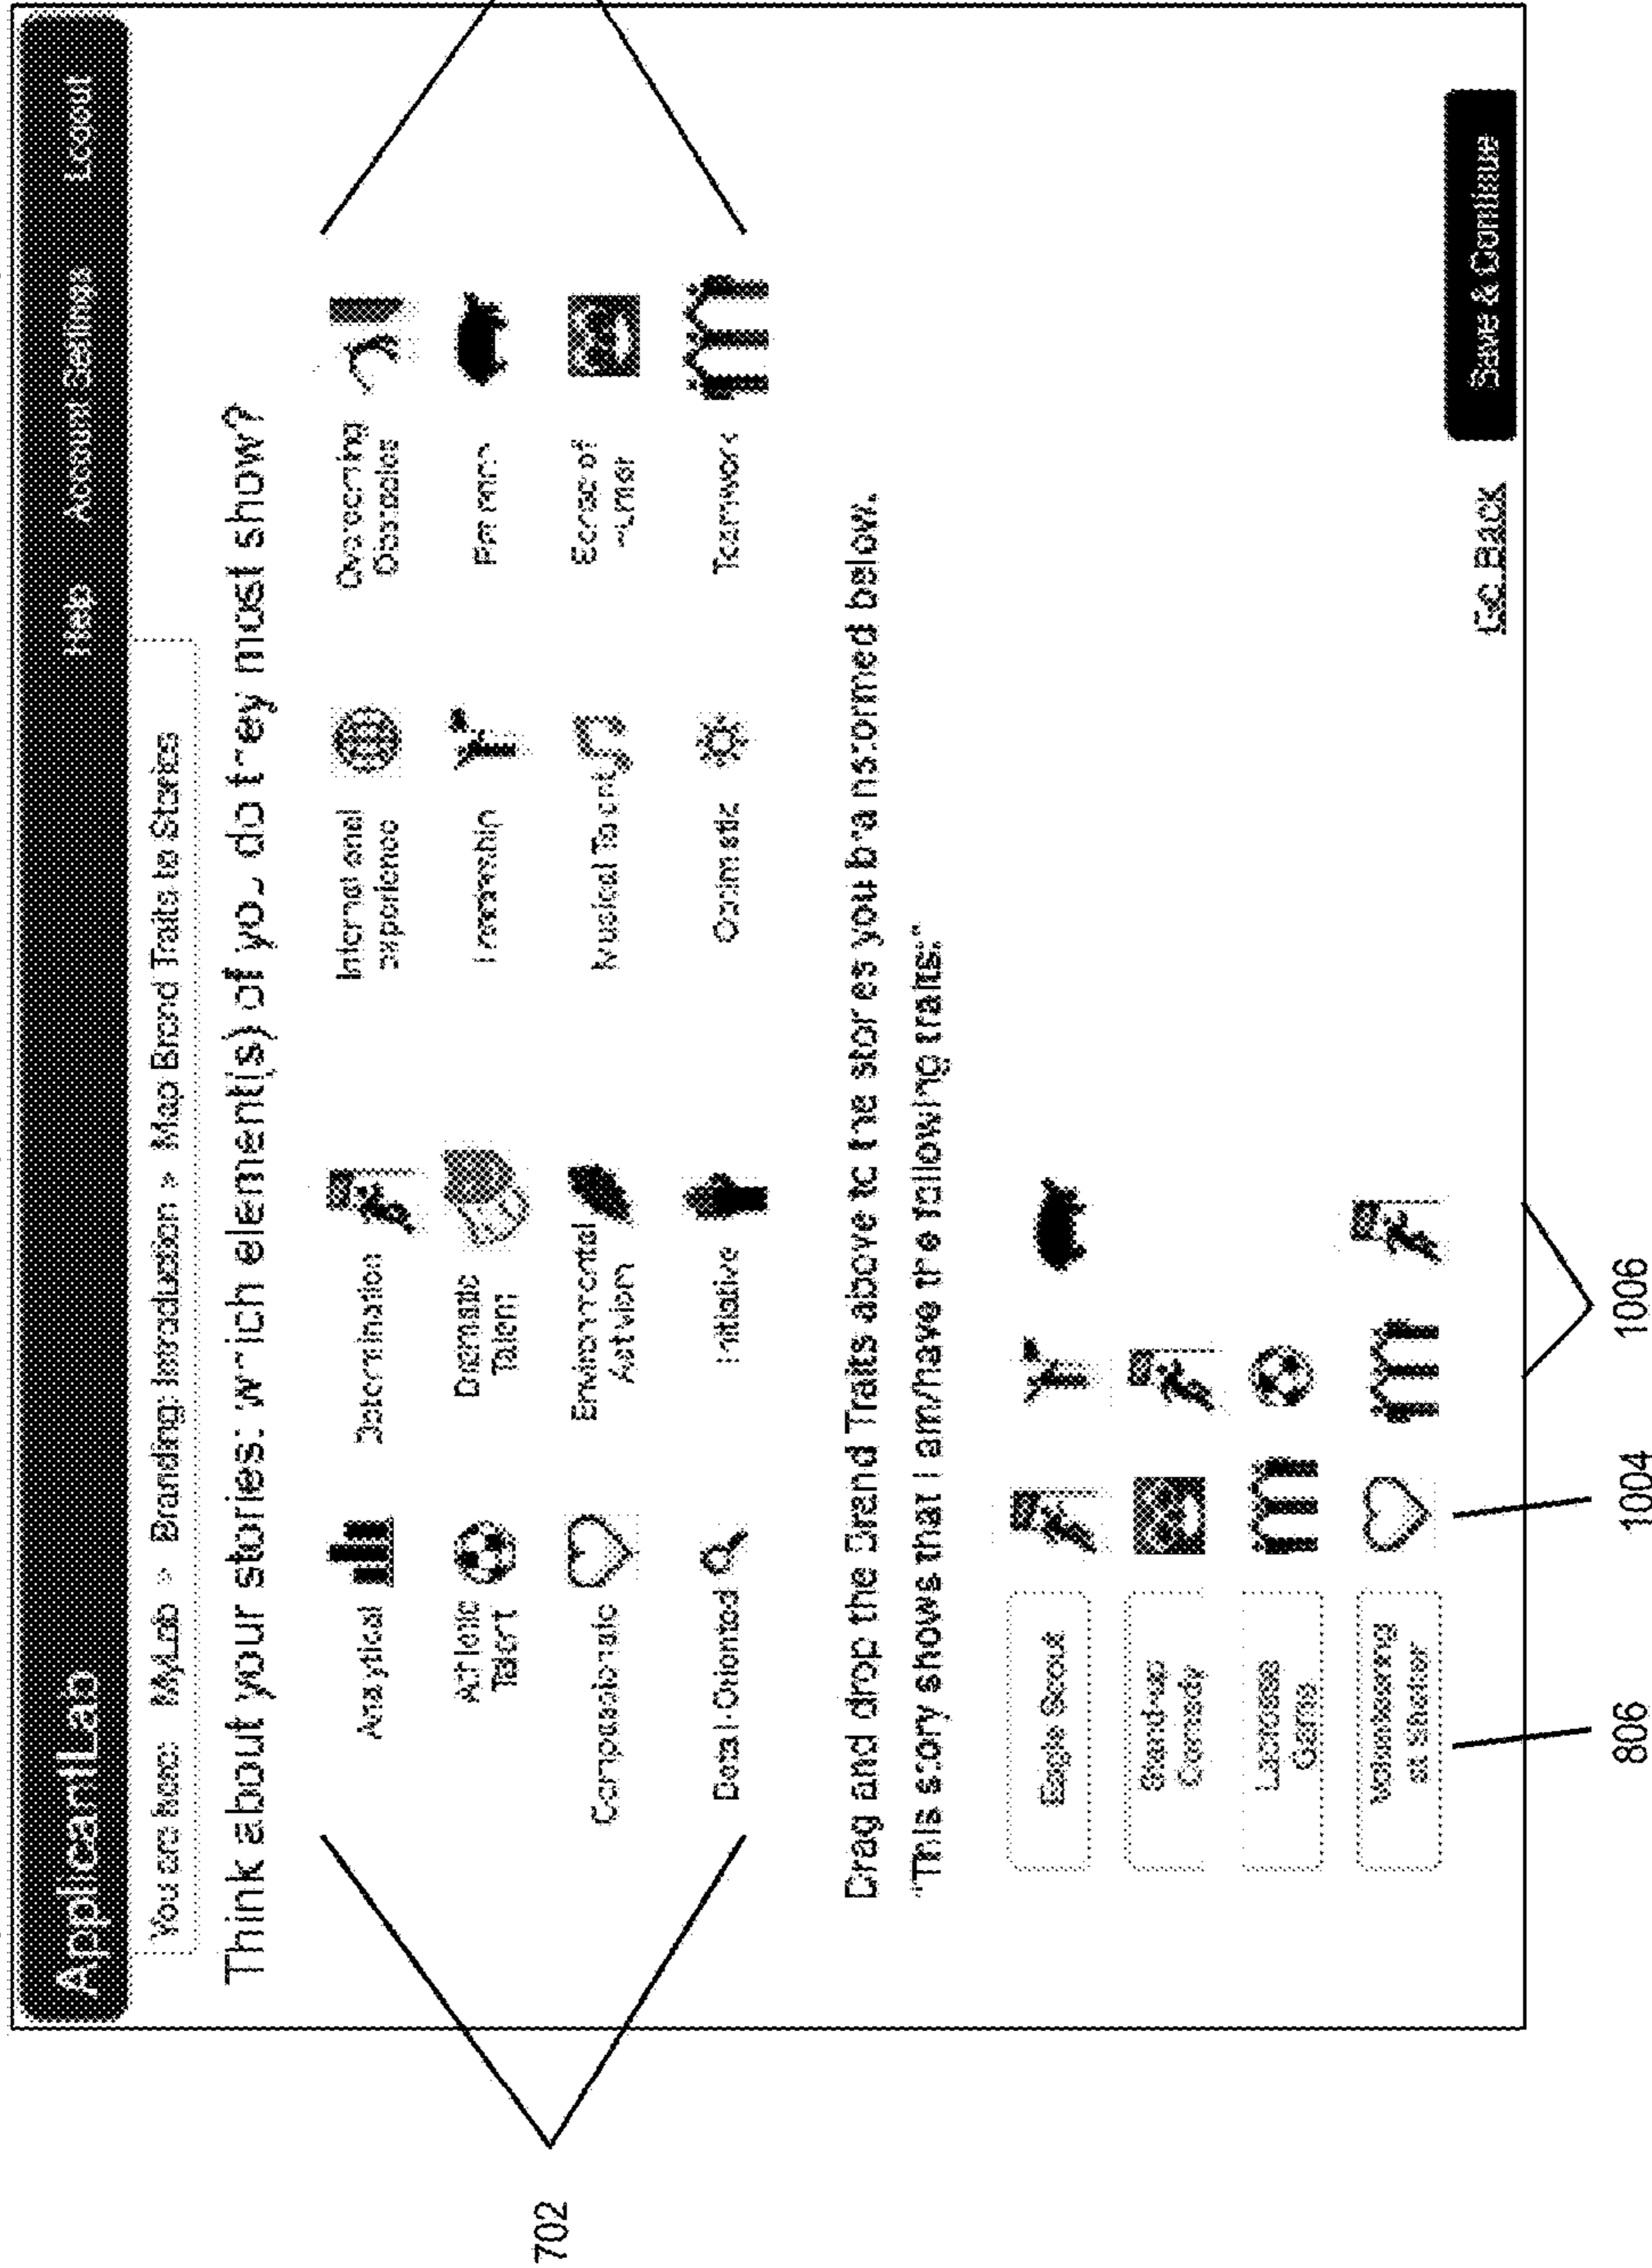 ApplicantLab Help Account Settings Logout
You are here: MyLab > Branding: Introduction > Map Brand Traits to Stories
Think about your stories: which element(s) of you do they most show?
Analytical
Determination
International
experience
Overcoming
Obstacles
Athletic
Talent
Dramatic
Talent
Leadership
Compassionate
Environmental
Activism
Musical Talent
Sense of
Humor
Detail-Oriented
Initiative
Optimistic
Teamwork
Drag and drop the Brand Traits above to the stories you brainstormed below.
"This story shows that I am/have the following traits:"
Eagle Scout
Stand-up
Comedy
Lacrosse
Game
Volunteering
at Shelter
Go Back
Save & Continue
702
806
1004
1006